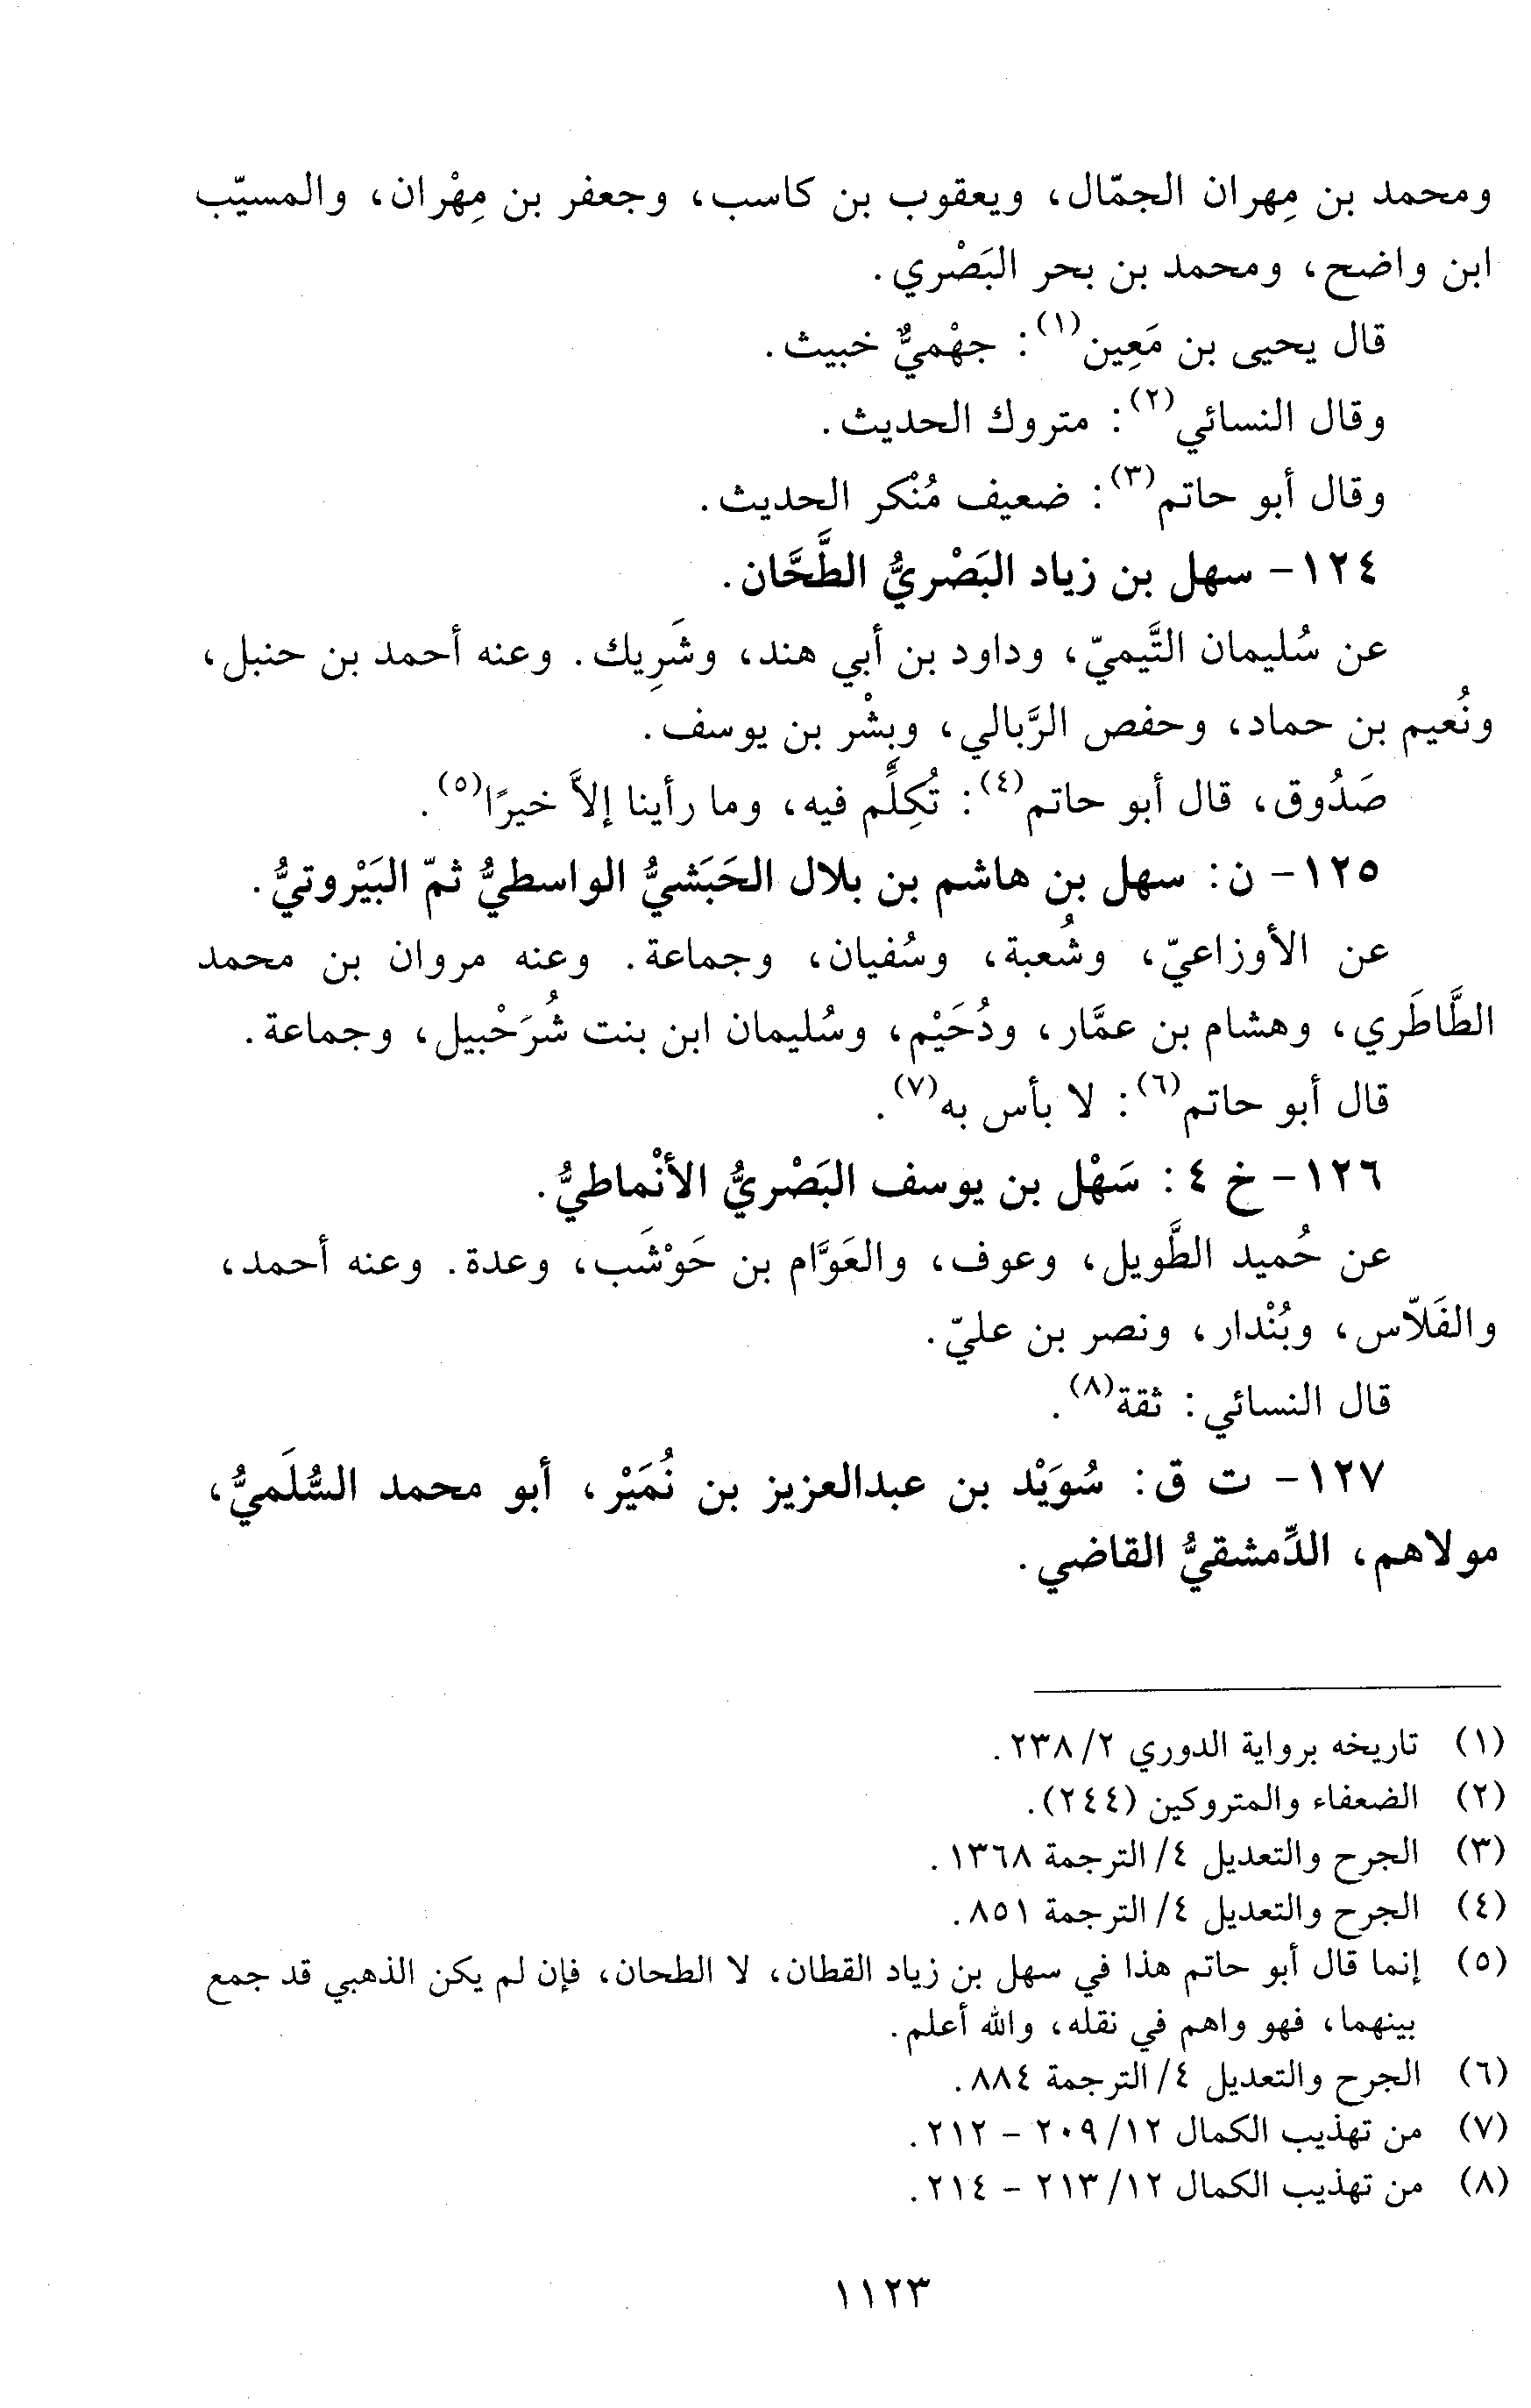 ومحمد بن مِهران الجمّال، ويعقوب بن كاسب، وجعفر بن مِهْران، والمسيّب
ابن واضح، ومحمد بن بحر البَصْري.
قال يحيى بن مَعِين(١): جهْميٌّ خبيث.
وقال النسائي(٢): متروك الحديث.
وقال أبو حاتم(٣): ضعيف مُنْكر الحديث.
١٢٤- سهل بن زياد البَصْريُّ الطَّحَّان.
عن سُليمان التَّيميّ، وداود بن أبي هند، وشَرِيك. وعنه أحمد بن حنبل،
ونُعيم بن حماد، وحفص الرَّبالي، وبِشْر بن يوسف.
صَدُوق، قال أبو حاتم(٤): تُكِلِّم فيه، وما رأينا إلاَّ خيرًا(٥).
١٢٥- ن: سهل بن هاشم بن بلال الحَبَشيُّ الواسطيُّ ثمّ البَيْروتيُّ.
عن الأوزاعيّ، وشُعبة، وسُفيان، وجماعة. وعنه مروان بن محمد
الطَّاطَري، وهشام بن عمَّار، ودُحَيْم، وسُليمان ابن بنت شُرَحْبيل، وجماعة.
قال أبو حاتم(٦): لا بأس به(٧).
١٢٦- خ ٤: سَهْل بن يوسف البَصْريُّ الأنْماطيُّ.
عن حُميد الطَّويل، وعوف، والعَوَّام بن حَوْشَب، وعدة. وعنه أحمد،
والفَلاّس، وبُنْدار، ونصر بن عليّ.
قال النسائي: ثقة(٨).
١٢٧- ت ق: سُوَيْد بن عبدالعزيز بن نُمَيْر، أبو محمد السُّلَميُّ،
مولاهم، الدِّمشقيُّ القاضي.
(١) تاريخه برواية الدوري ٢/ ٢٣٨.
(٢) الضعفاء والمتروكين (٢٤٤).
(٣) الجرح والتعديل ٤/ الترجمة ١٣٦٨.
(٤) الجرح والتعديل ٤/ الترجمة ٨٥١.
(٥) إنما قال أبو حاتم هذا في سهل بن زياد القطان، لا الطحان، فإن لم يكن الذهبي قد جمع
بينهما، فهو واهم في نقله، والله أعلم.
(٦) الجرح والتعديل ٤/ الترجمة ٨٨٤.
(٧) من تهذيب الكمال ١٢/ ٢٠٩ - ٢١٢.
(٨) من تهذيب الكمال ١٢/ ٢١٣ - ٢١٤.
١١٢٣